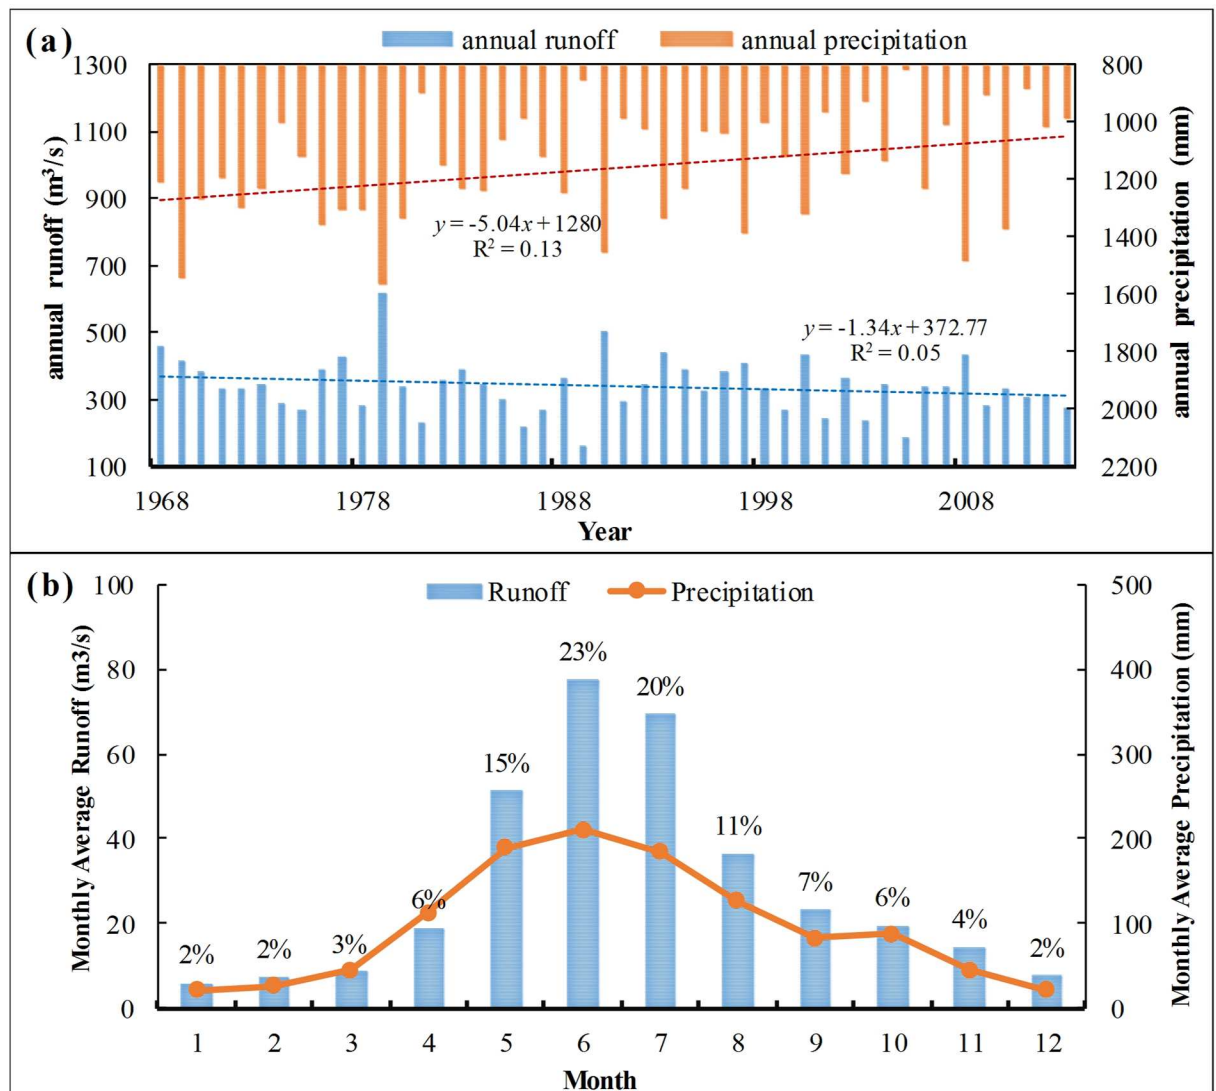 (a)
annual runoff annual precipitation
1300
1100
900
700
500
300
100
annual runoff (m³/s)
800
1000
1200
1400
1600
1800
2000
2200
annual precipitation (mm)
y = -5.04x + 1280
R² = 0.13
y = -1.34x + 372.77
R² = 0.05
1968 1978 1988 1998 2008
Year
(b)
Runoff Precipitation
100
80
60
40
20
0
Monthly Average Runoff (m3/s)
500
400
300
200
100
0
Monthly Average Precipitation (mm)
2% 2% 3% 6% 15% 23% 20% 11% 7% 6% 4% 2%
1 2 3 4 5 6 7 8 9 10 11 12
Month